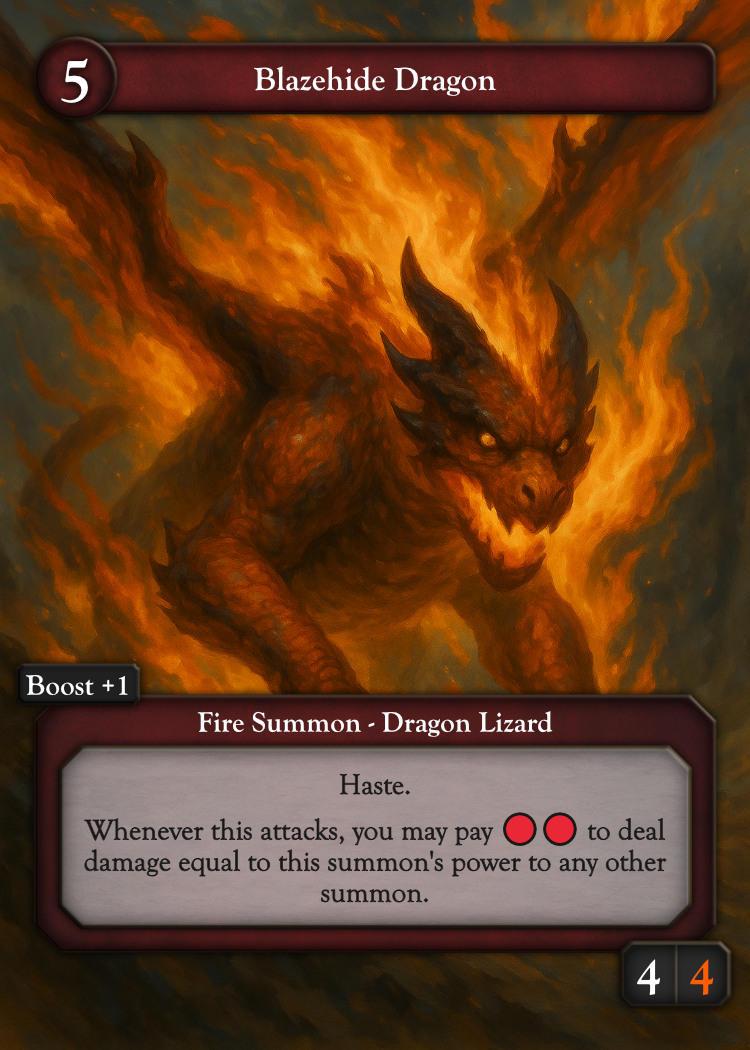 5
Blazehide Dragon
Boost +1
Fire Summon - Dragon Lizard
Haste.
Whenever this attacks, you may pay to deal
damage equal to this summon's power to any other
summon.
4 4